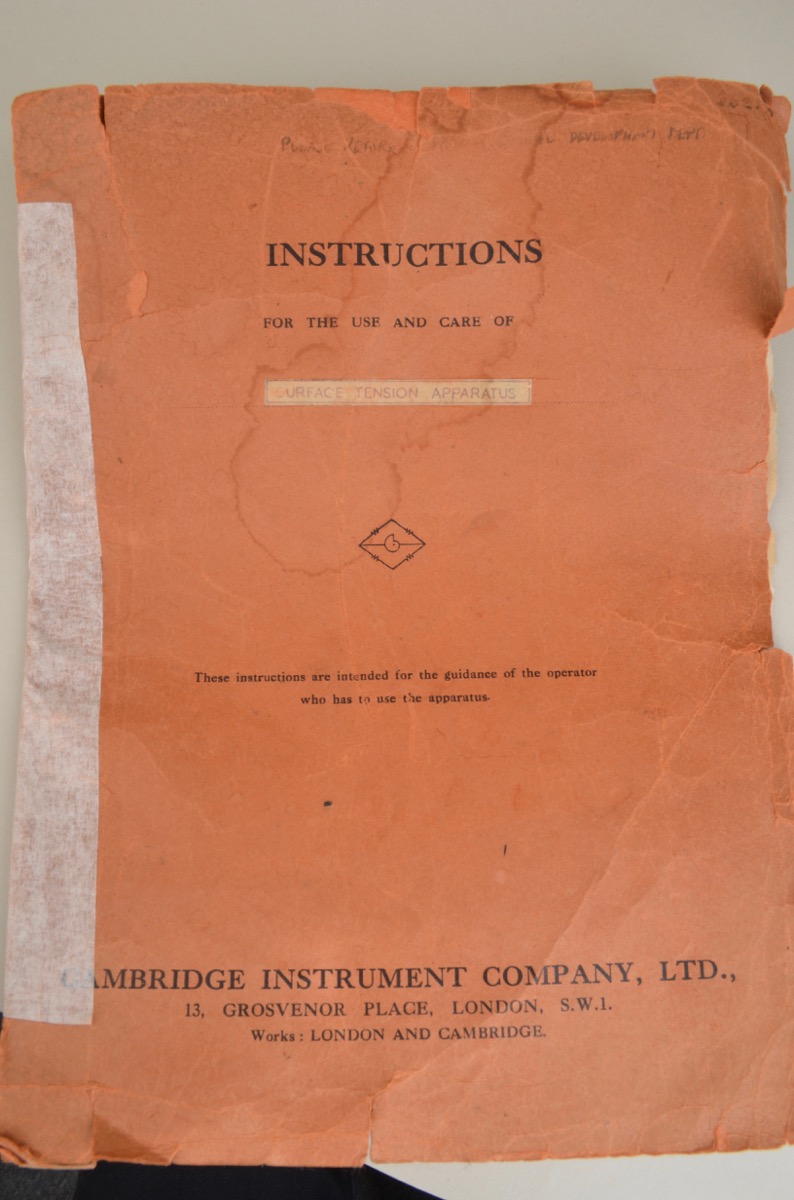 DEVELOPMENT DEPT
INSTRUCTIONS
FOR THE USE AND CARE OF
SURFACE TENSION APPARATUS
These instructions are intended for the guidance of the operator
who has to use the apparatus.
CAMBRIDGE INSTRUMENT COMPANY, LTD.,
13, GROSVENOR PLACE, LONDON, S.W.1.
Works: LONDON AND CAMBRIDGE.